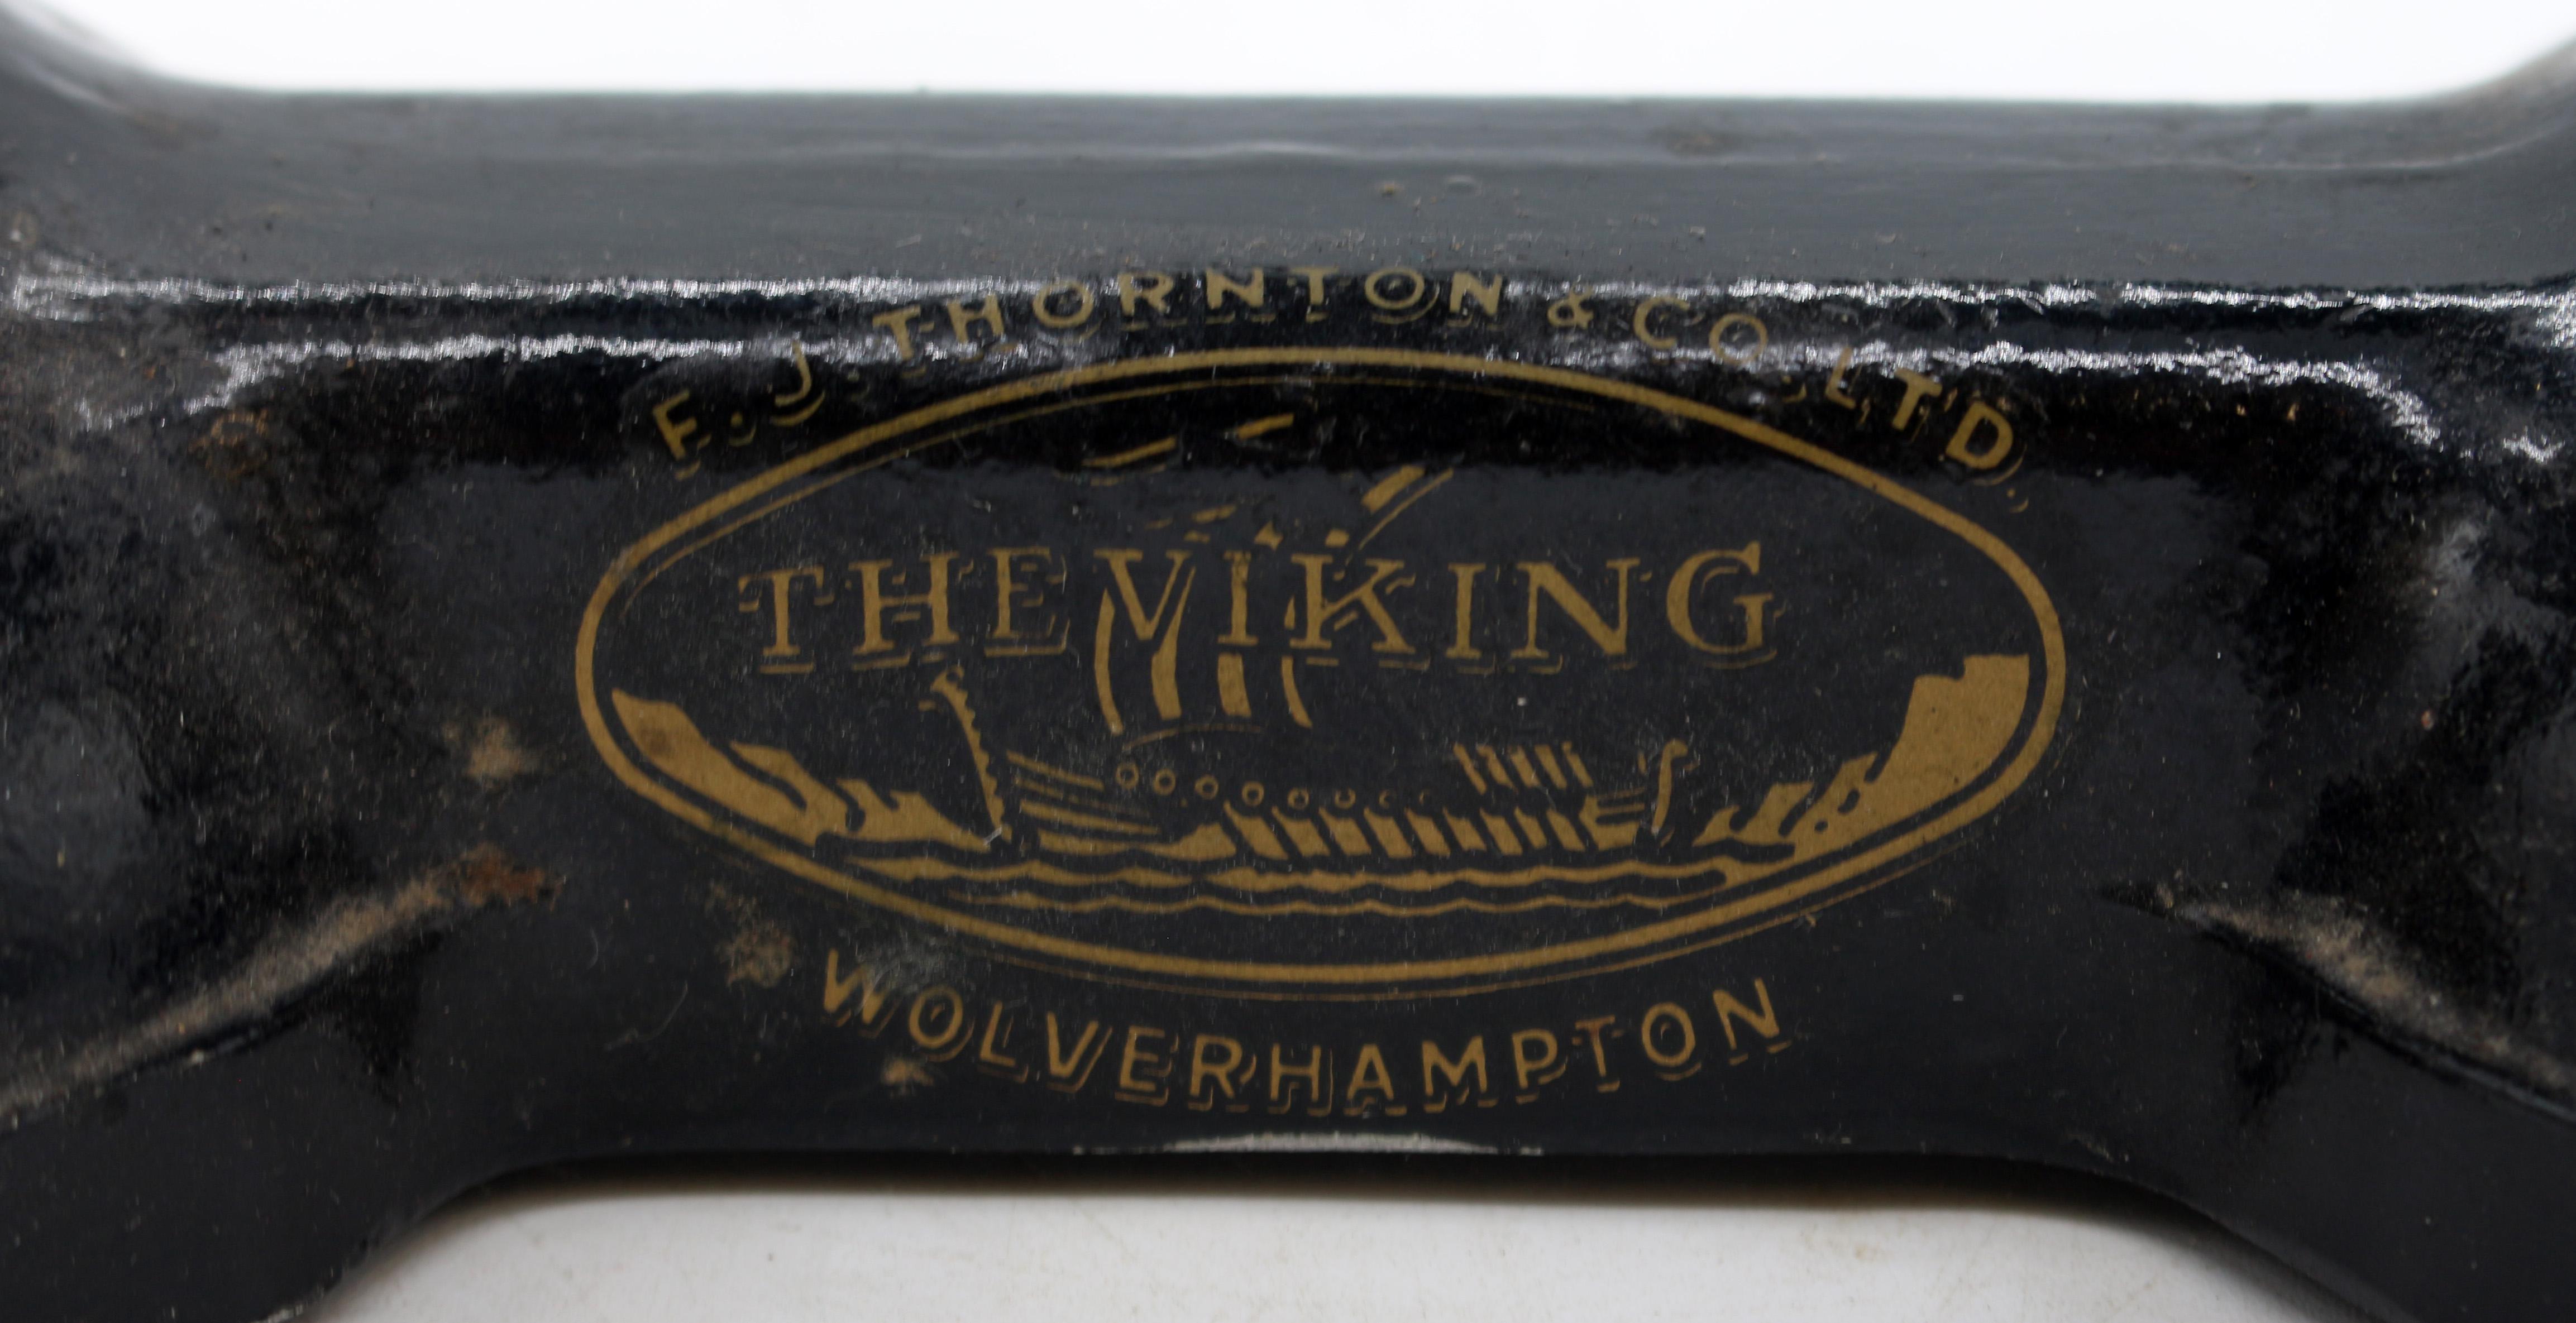 F. J. THORNTON & CO. LTD.
THE VIKING
WOLVERHAMPTON